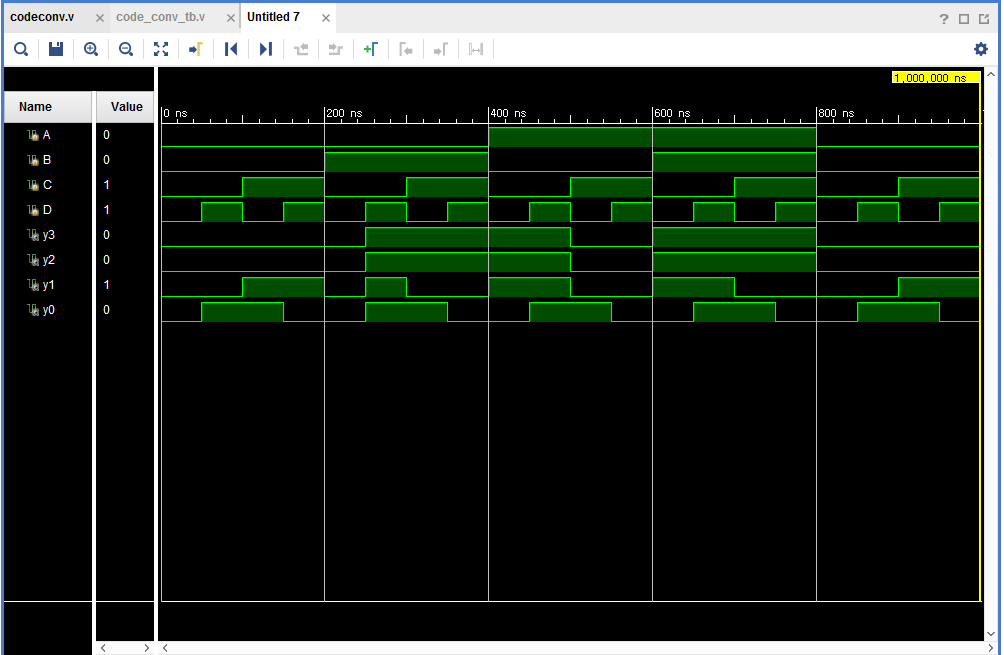 codeconv.v × code_conv_tb.v × Untitled 7 × ?
1,000,000 ns
Name Value
0 ns 200 ns 400 ns 600 ns 800 ns
A 0
B 0
C 1
D 1
y3 0
y2 0
y1 1
y0 0